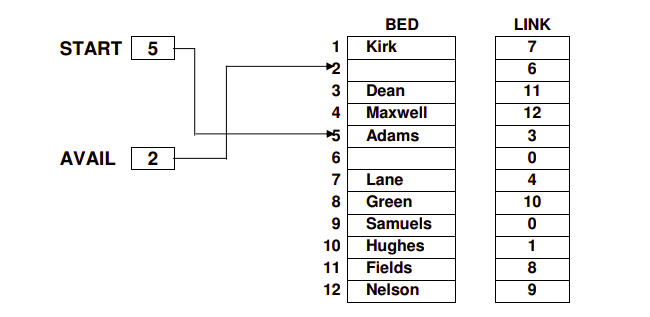 BED LINK
START 5
1 Kirk 7
2 6
3 Dean 11
4 Maxwell 12
5 Adams 3
AVAIL 2
6 0
7 Lane 4
8 Green 10
9 Samuels 0
10 Hughes 1
11 Fields 8
12 Nelson 9